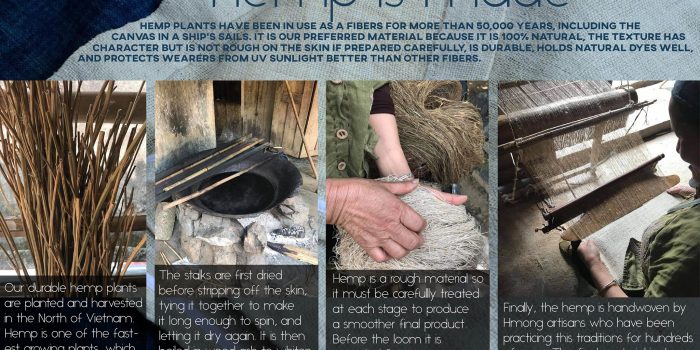 Hemp is Made
HEMP PLANTS HAVE BEEN IN USE AS A FIBERS FOR MORE THAN 50,000 YEARS, INCLUDING THE
CANVAS IN A SHIP'S SAILS. IT IS OUR PREFERRED MATERIAL BECAUSE IT IS 100% NATURAL, THE TEXTURE HAS
CHARACTER BUT IS NOT ROUGH ON THE SKIN IF PREPARED CAREFULLY, IS DURABLE, HOLDS NATURAL DYES WELL,
AND PROTECTS WEARERS FROM UV SUNLIGHT BETTER THAN OTHER FIBERS.
Our durable hemp plants
are planted and harvested
in the North of Vietnam.
Hemp is one of the fast-
est growing plants, which
The stalks are first dried
before stripping off the skin,
tying it together to make
it long enough to spin, and
letting it dry again. It is then
Hemp is a rough material so
it must be carefully treated
at each stage to produce
a smoother final product.
Before the loom it is
Finally, the hemp is handwoven by
Hmong artisans who have been
practicing this traditions for hundreds